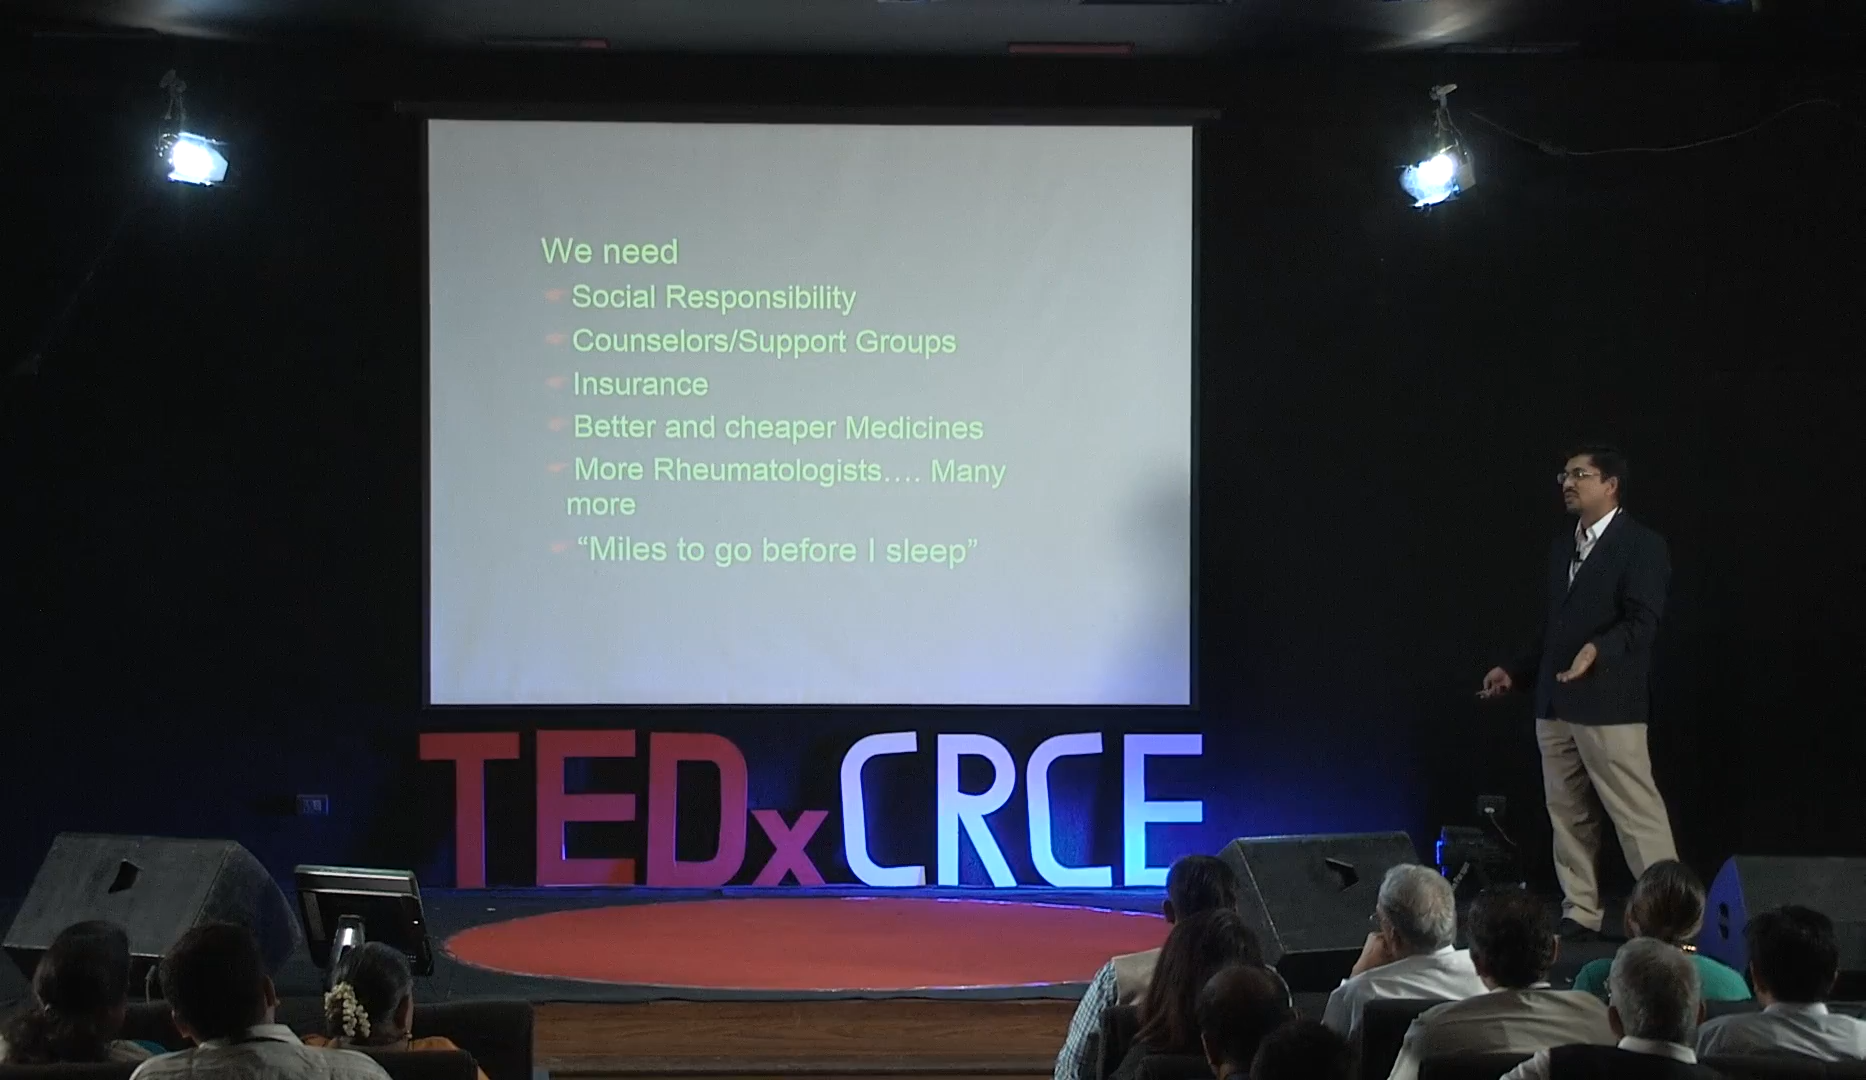 We need
Social Responsibility
Counselors/Support Groups
Insurance
Better and cheaper Medicines
More Rheumatologists.... Many
more
“Miles to go before I sleep”
TEDxCRCE